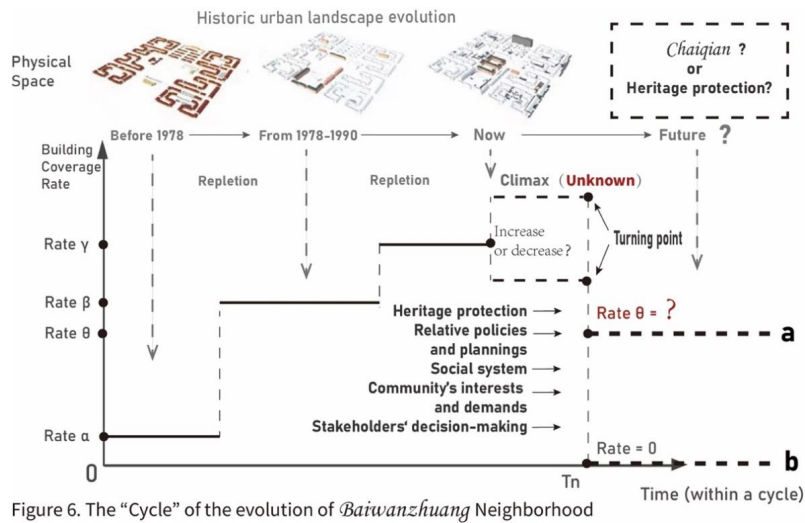 Historic urban landscape evolution
Physical
Space
Chaiqian ?
or
Heritage protection?
Before 1978
From 1978-1990
Now
Future ?
Building
Coverage
Rate
Repletion
Repletion
Climax (Unknown)
Rate γ
Increase
or decrease?
Turning point
Rate β
Rate θ
Heritage protection
Relative policies
and plannings
Social system
Community's interests
and demands
Stakeholders' decision-making
Rate θ = ?
a
Rate α
Rate = 0
b
0
Tn
Time (within a cycle)
Figure 6. The “Cycle” of the evolution of Baiwanzhuang Neighborhood